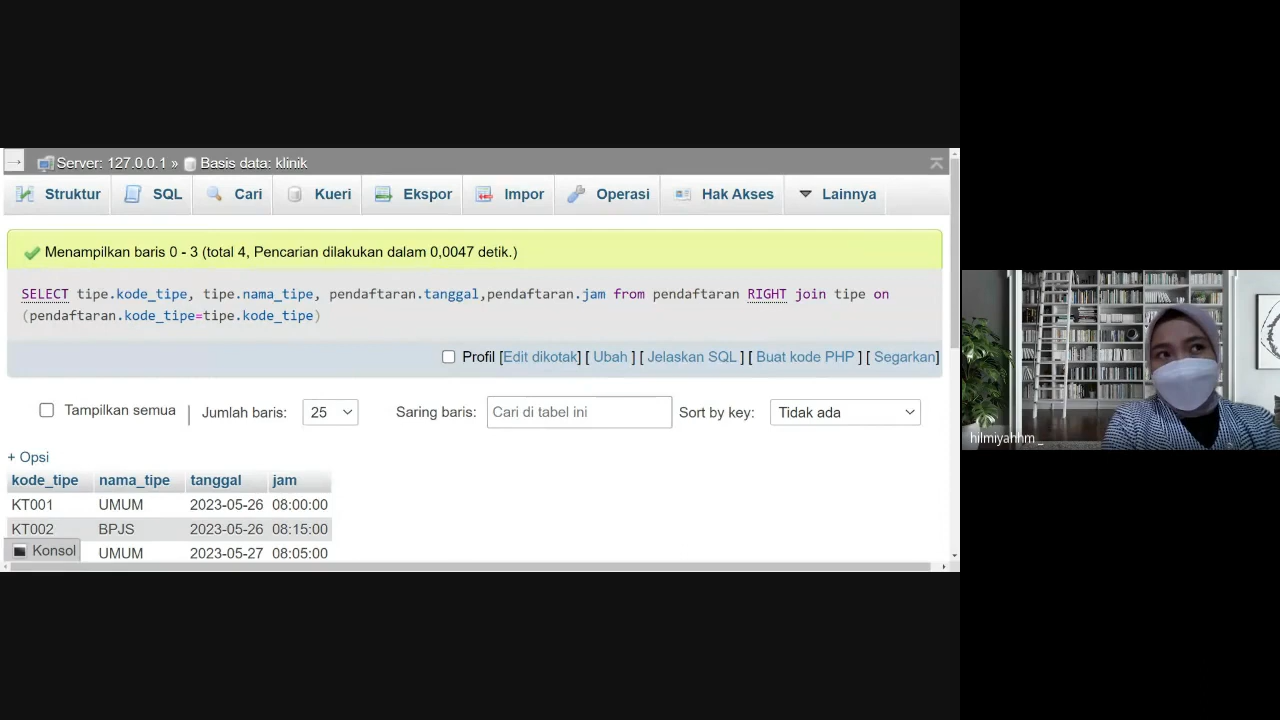 Server: 127.0.0.1 » Basis data: klinik
Struktur SQL Cari Kueri Ekspor Impor Operasi Hak Akses Lainnya
Menampilkan baris 0 - 3 (total 4, Pencarian dilakukan dalam 0,0047 detik.)
SELECT tipe.kode_tipe, tipe.nama_tipe, pendaftaran.tanggal,pendaftaran.jam from pendaftaran RIGHT join tipe on
(pendaftaran.kode_tipe=tipe.kode_tipe)
Profil [Edit dikotak] [ Ubah ] [ Jelaskan SQL ] [ Buat kode PHP ] [ Segarkan]
Tampilkan semua | Jumlah baris: 25 Saring baris: Cari di tabel ini Sort by key: Tidak ada
+ Opsi
kode_tipe nama_tipe tanggal jam
KT001 UMUM 2023-05-26 08:00:00
KT002 BPJS 2023-05-26 08:15:00
Konsol UMUM 2023-05-27 08:05:00
hilmiyahhm _